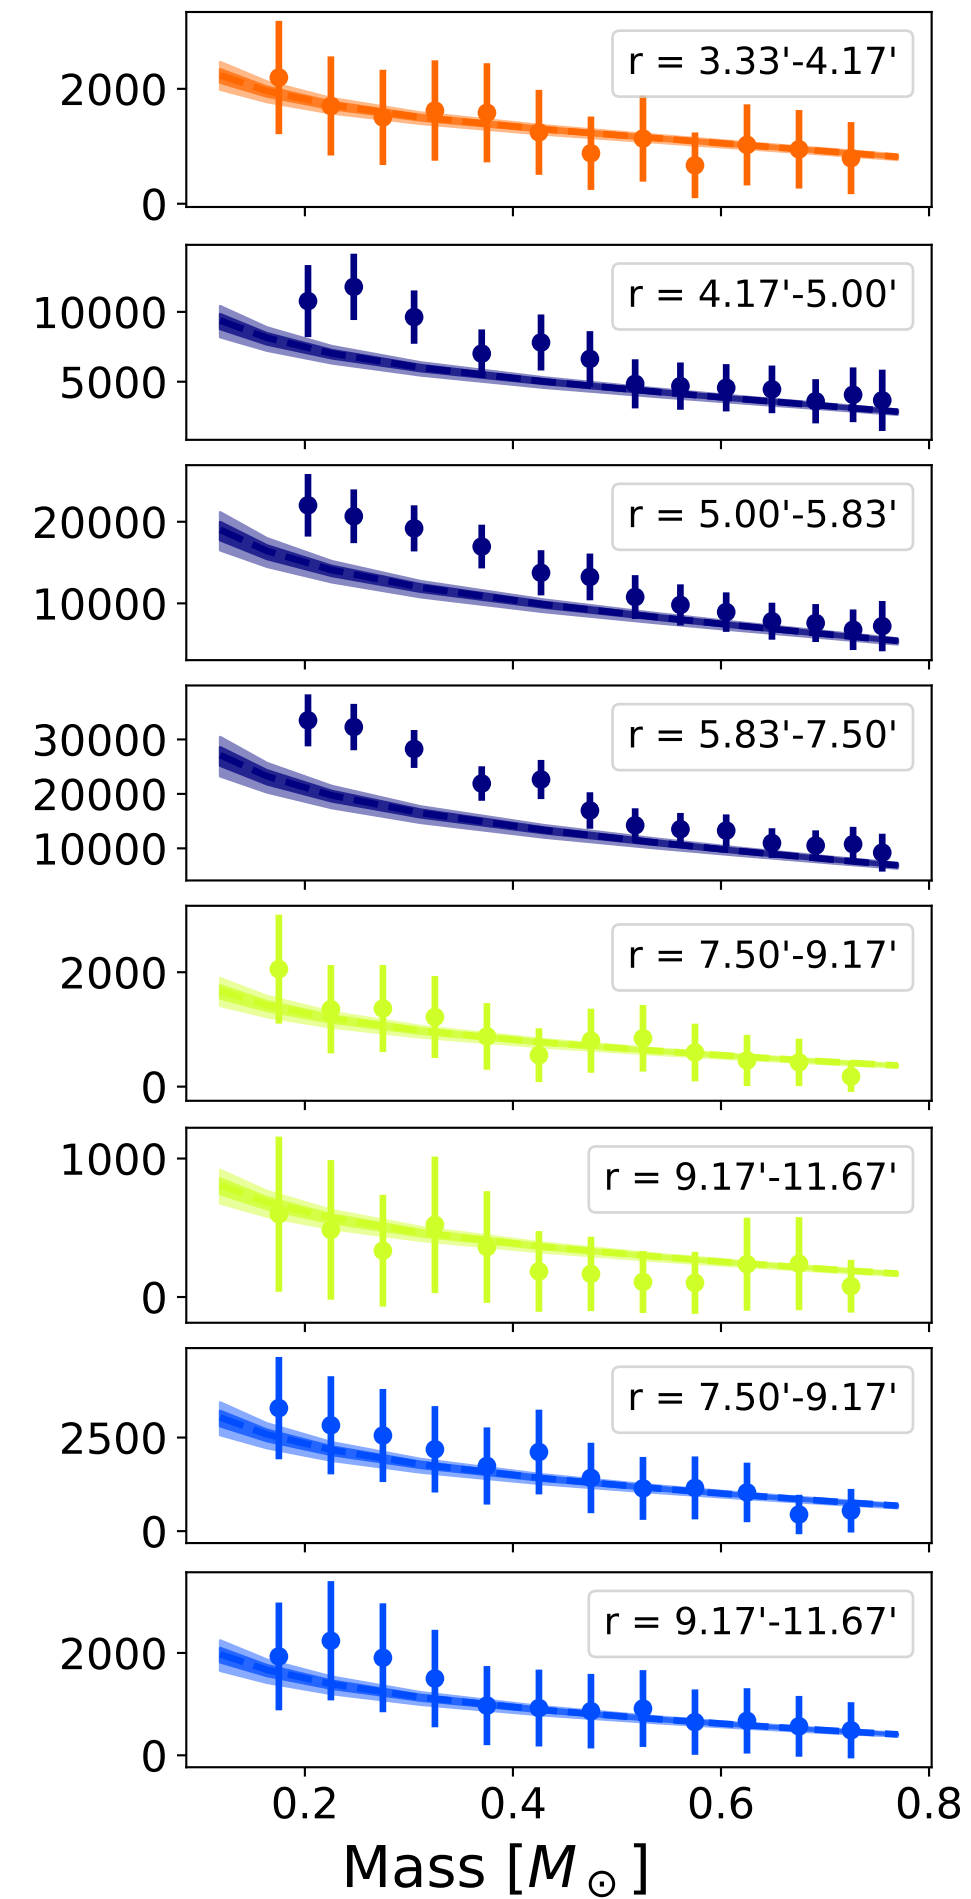 r = 3.33'-4.17'
2000
0
r = 4.17'-5.00'
10000
5000
r = 5.00'-5.83'
20000
10000
r = 5.83'-7.50'
30000
20000
10000
r = 7.50'-9.17'
2000
0
r = 9.17'-11.67'
1000
0
r = 7.50'-9.17'
2500
0
r = 9.17'-11.67'
2000
0
0.2 0.4 0.6 0.8
Mass [M⊙]